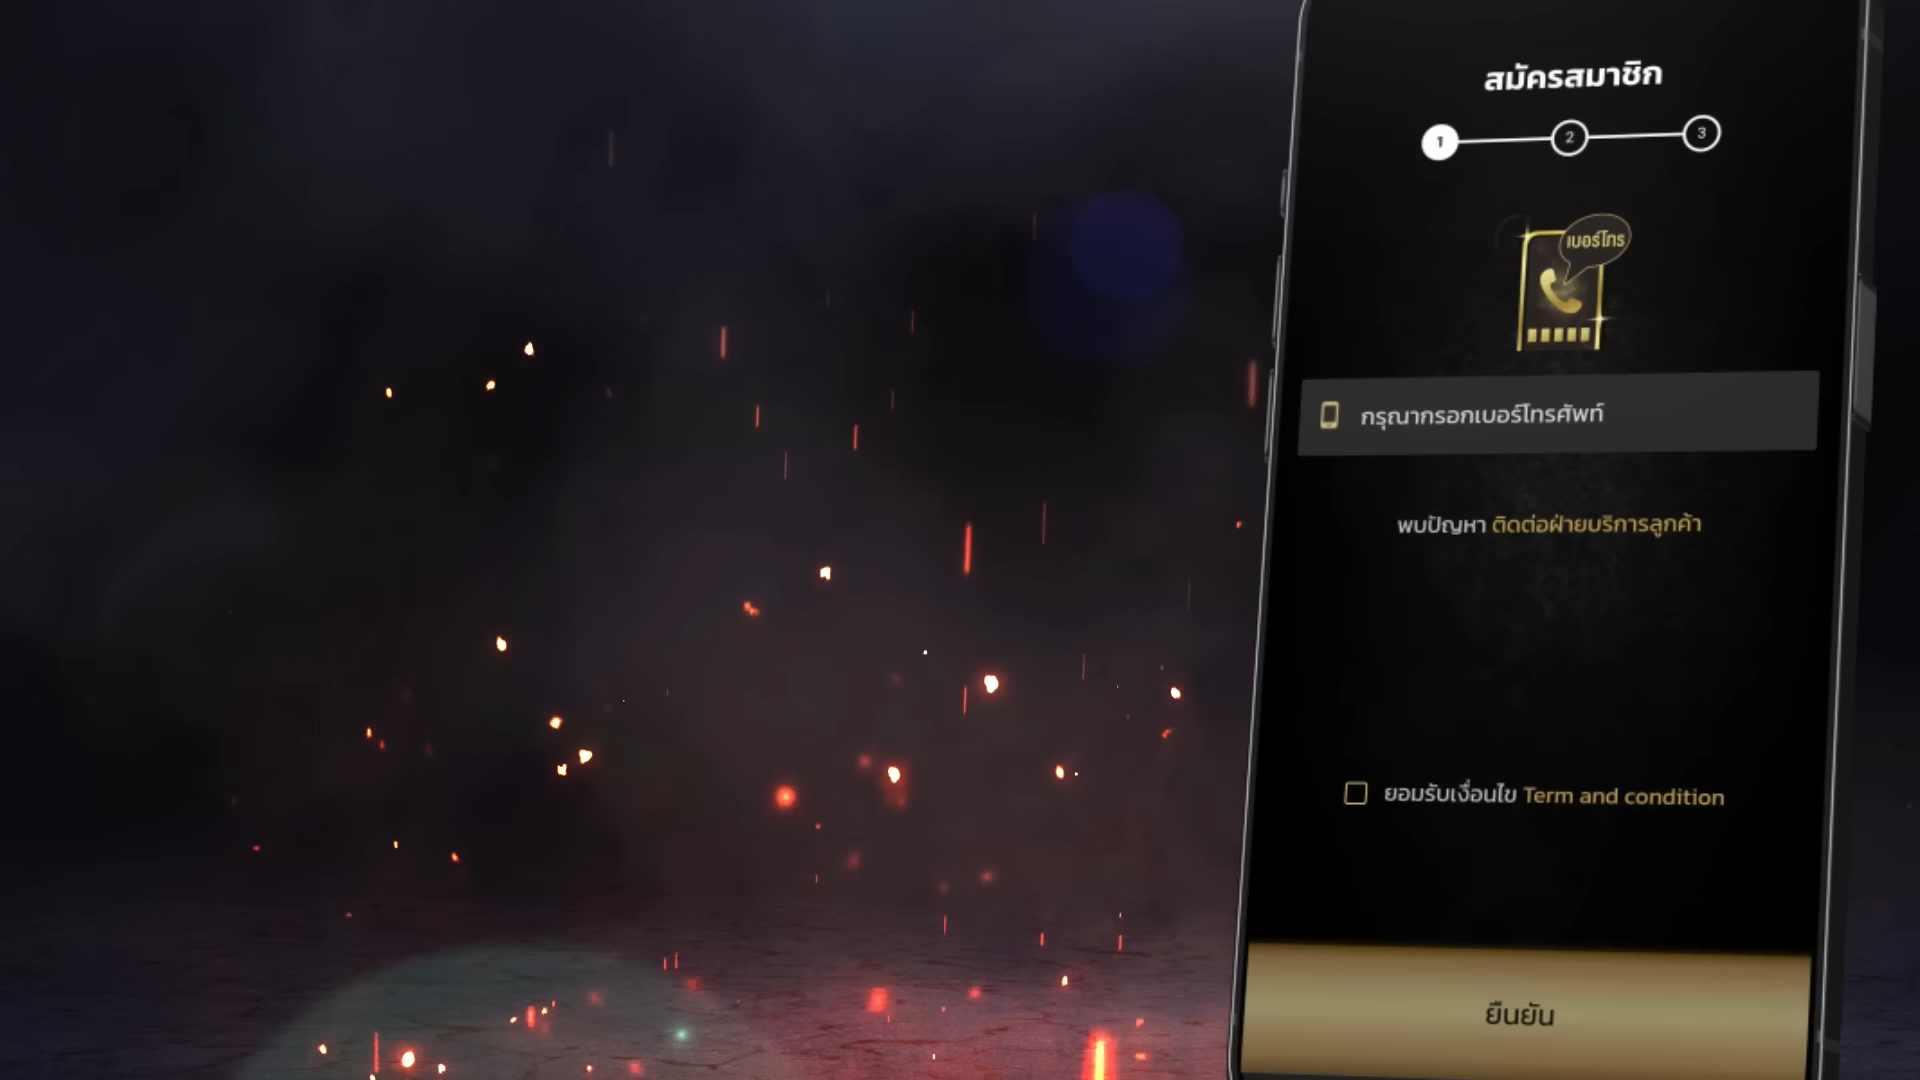 สมัครสมาชิก
1 2 3
เบอร์โทร
กรุณากรอกเบอร์โทรศัพท์
พบปัญหา ติดต่อฝ่ายบริการลูกค้า
ยอมรับเงื่อนไข Term and condition
ยืนยัน